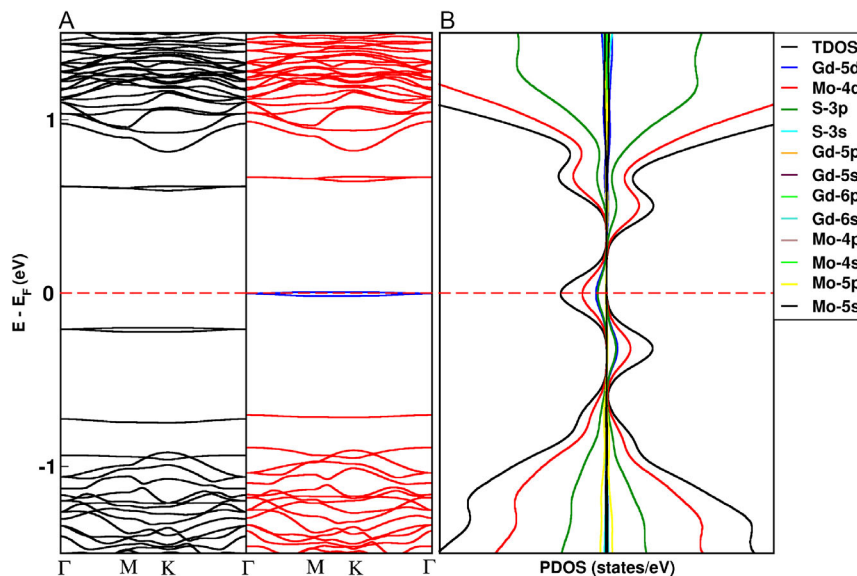 A
B
E - E_F (eV)
1
0
-1
Γ M K Γ M K Γ
PDOS (states/eV)
TDOS
Gd-5d
Mo-4d
S-3p
S-3s
Gd-5p
Gd-5s
Gd-6p
Gd-6s
Mo-4p
Mo-4s
Mo-5p
Mo-5s